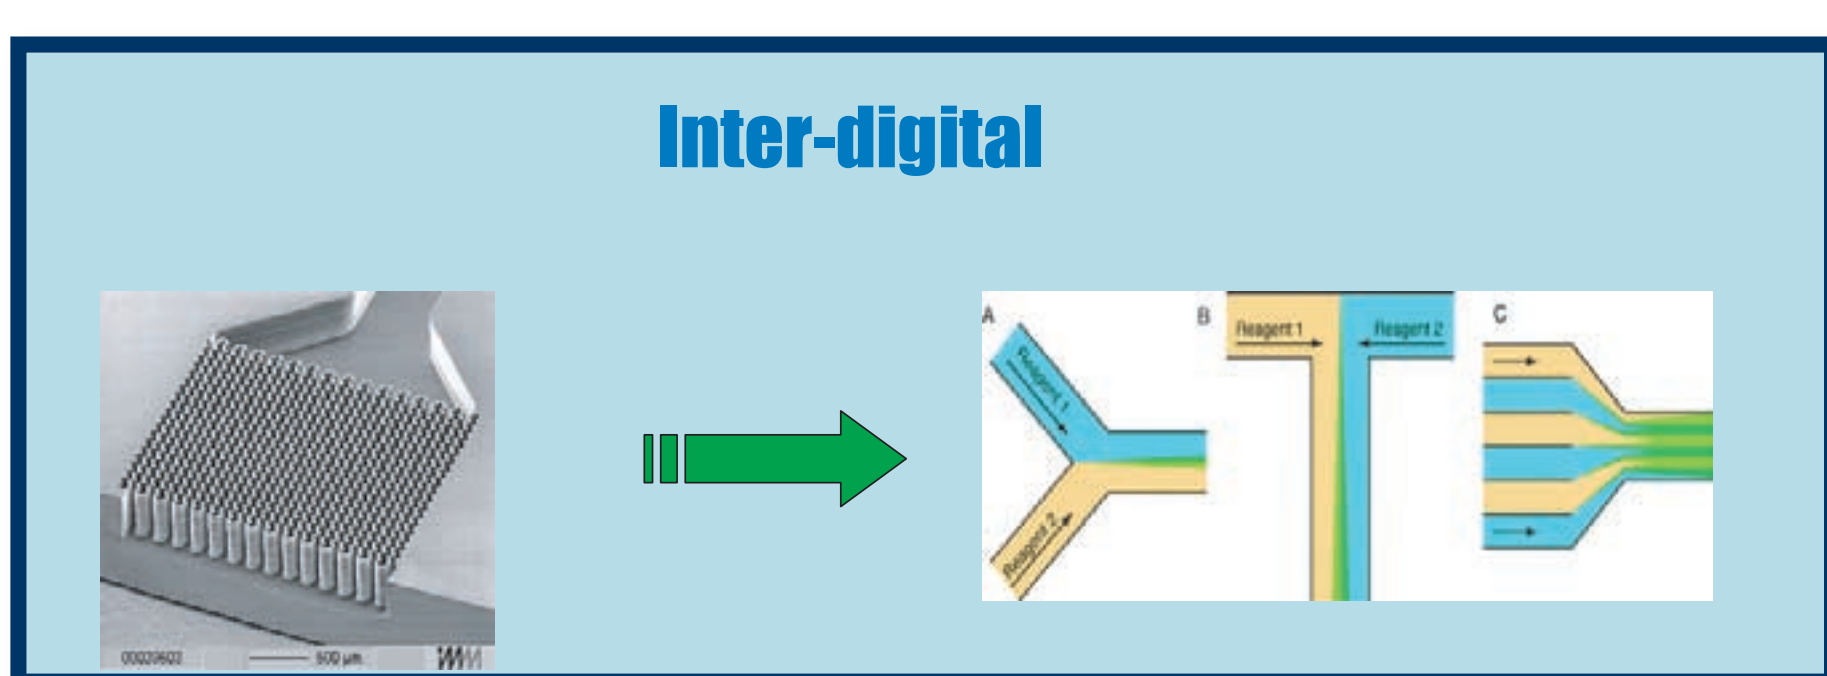 Inter-digital
A
B
C
Reagent 1
Reagent 2
Reagent 1
Reagent 2
500 µm